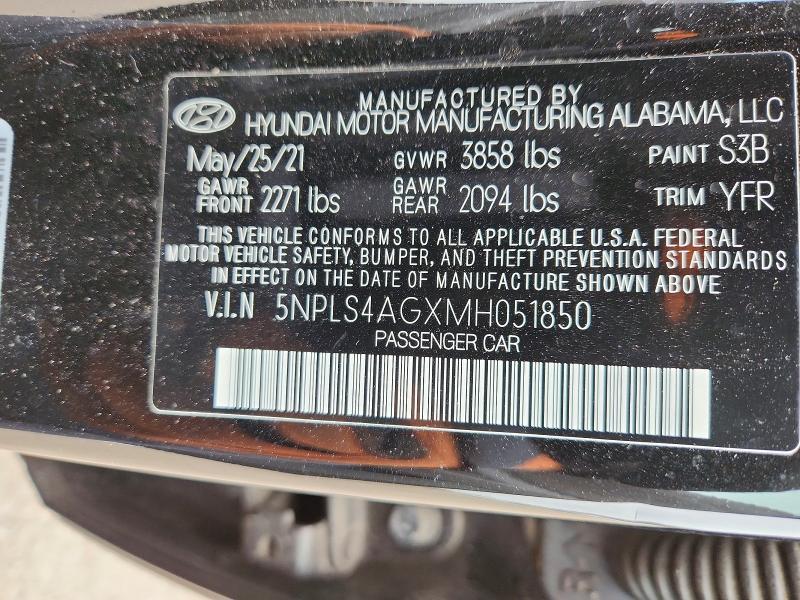 MANUFACTURED BY
HYUNDAI MOTOR MANUFACTURING ALABAMA, LLC
May/25/21 GVWR 3858 lbs PAINT S3B
GAWR FRONT 2271 lbs GAWR REAR 2094 lbs TRIM YFR
THIS VEHICLE CONFORMS TO ALL APPLICABLE U.S.A. FEDERAL
MOTOR VEHICLE SAFETY, BUMPER, AND THEFT PREVENTION STANDARDS
IN EFFECT ON THE DATE OF MANUFACTURE SHOWN ABOVE
V.I.N 5NPLS4AGXMH051850
PASSENGER CAR